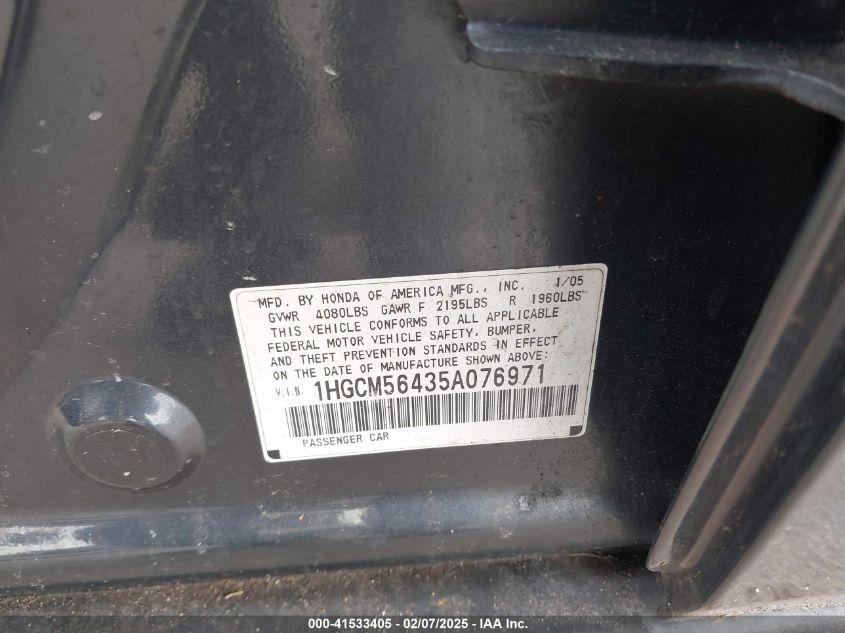 MFD. BY HONDA OF AMERICA MFG., INC. 1/05
GVWR 4080LBS GAWR F 2195LBS R 1960LBS
THIS VEHICLE CONFORMS TO ALL APPLICABLE
FEDERAL MOTOR VEHICLE SAFETY, BUMPER,
AND THEFT PREVENTION STANDARDS IN EFFECT
ON THE DATE OF MANUFACTURE SHOWN ABOVE:
V.I.N. 1HGCM56435A076971
PASSENGER CAR
000-41533405 - 02/07/2025 - IAA Inc.